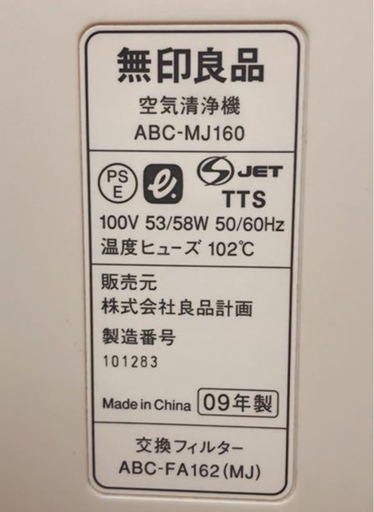 無印良品
空気清浄機
ABC-MJ160
PS E e. S JET
TTS
100V 53/58W 50/60Hz
温度ヒューズ 102℃
販売元
株式会社良品計画
製造番号
101283
Made in China 09年製
交換フィルター
ABC-FA162(MJ)